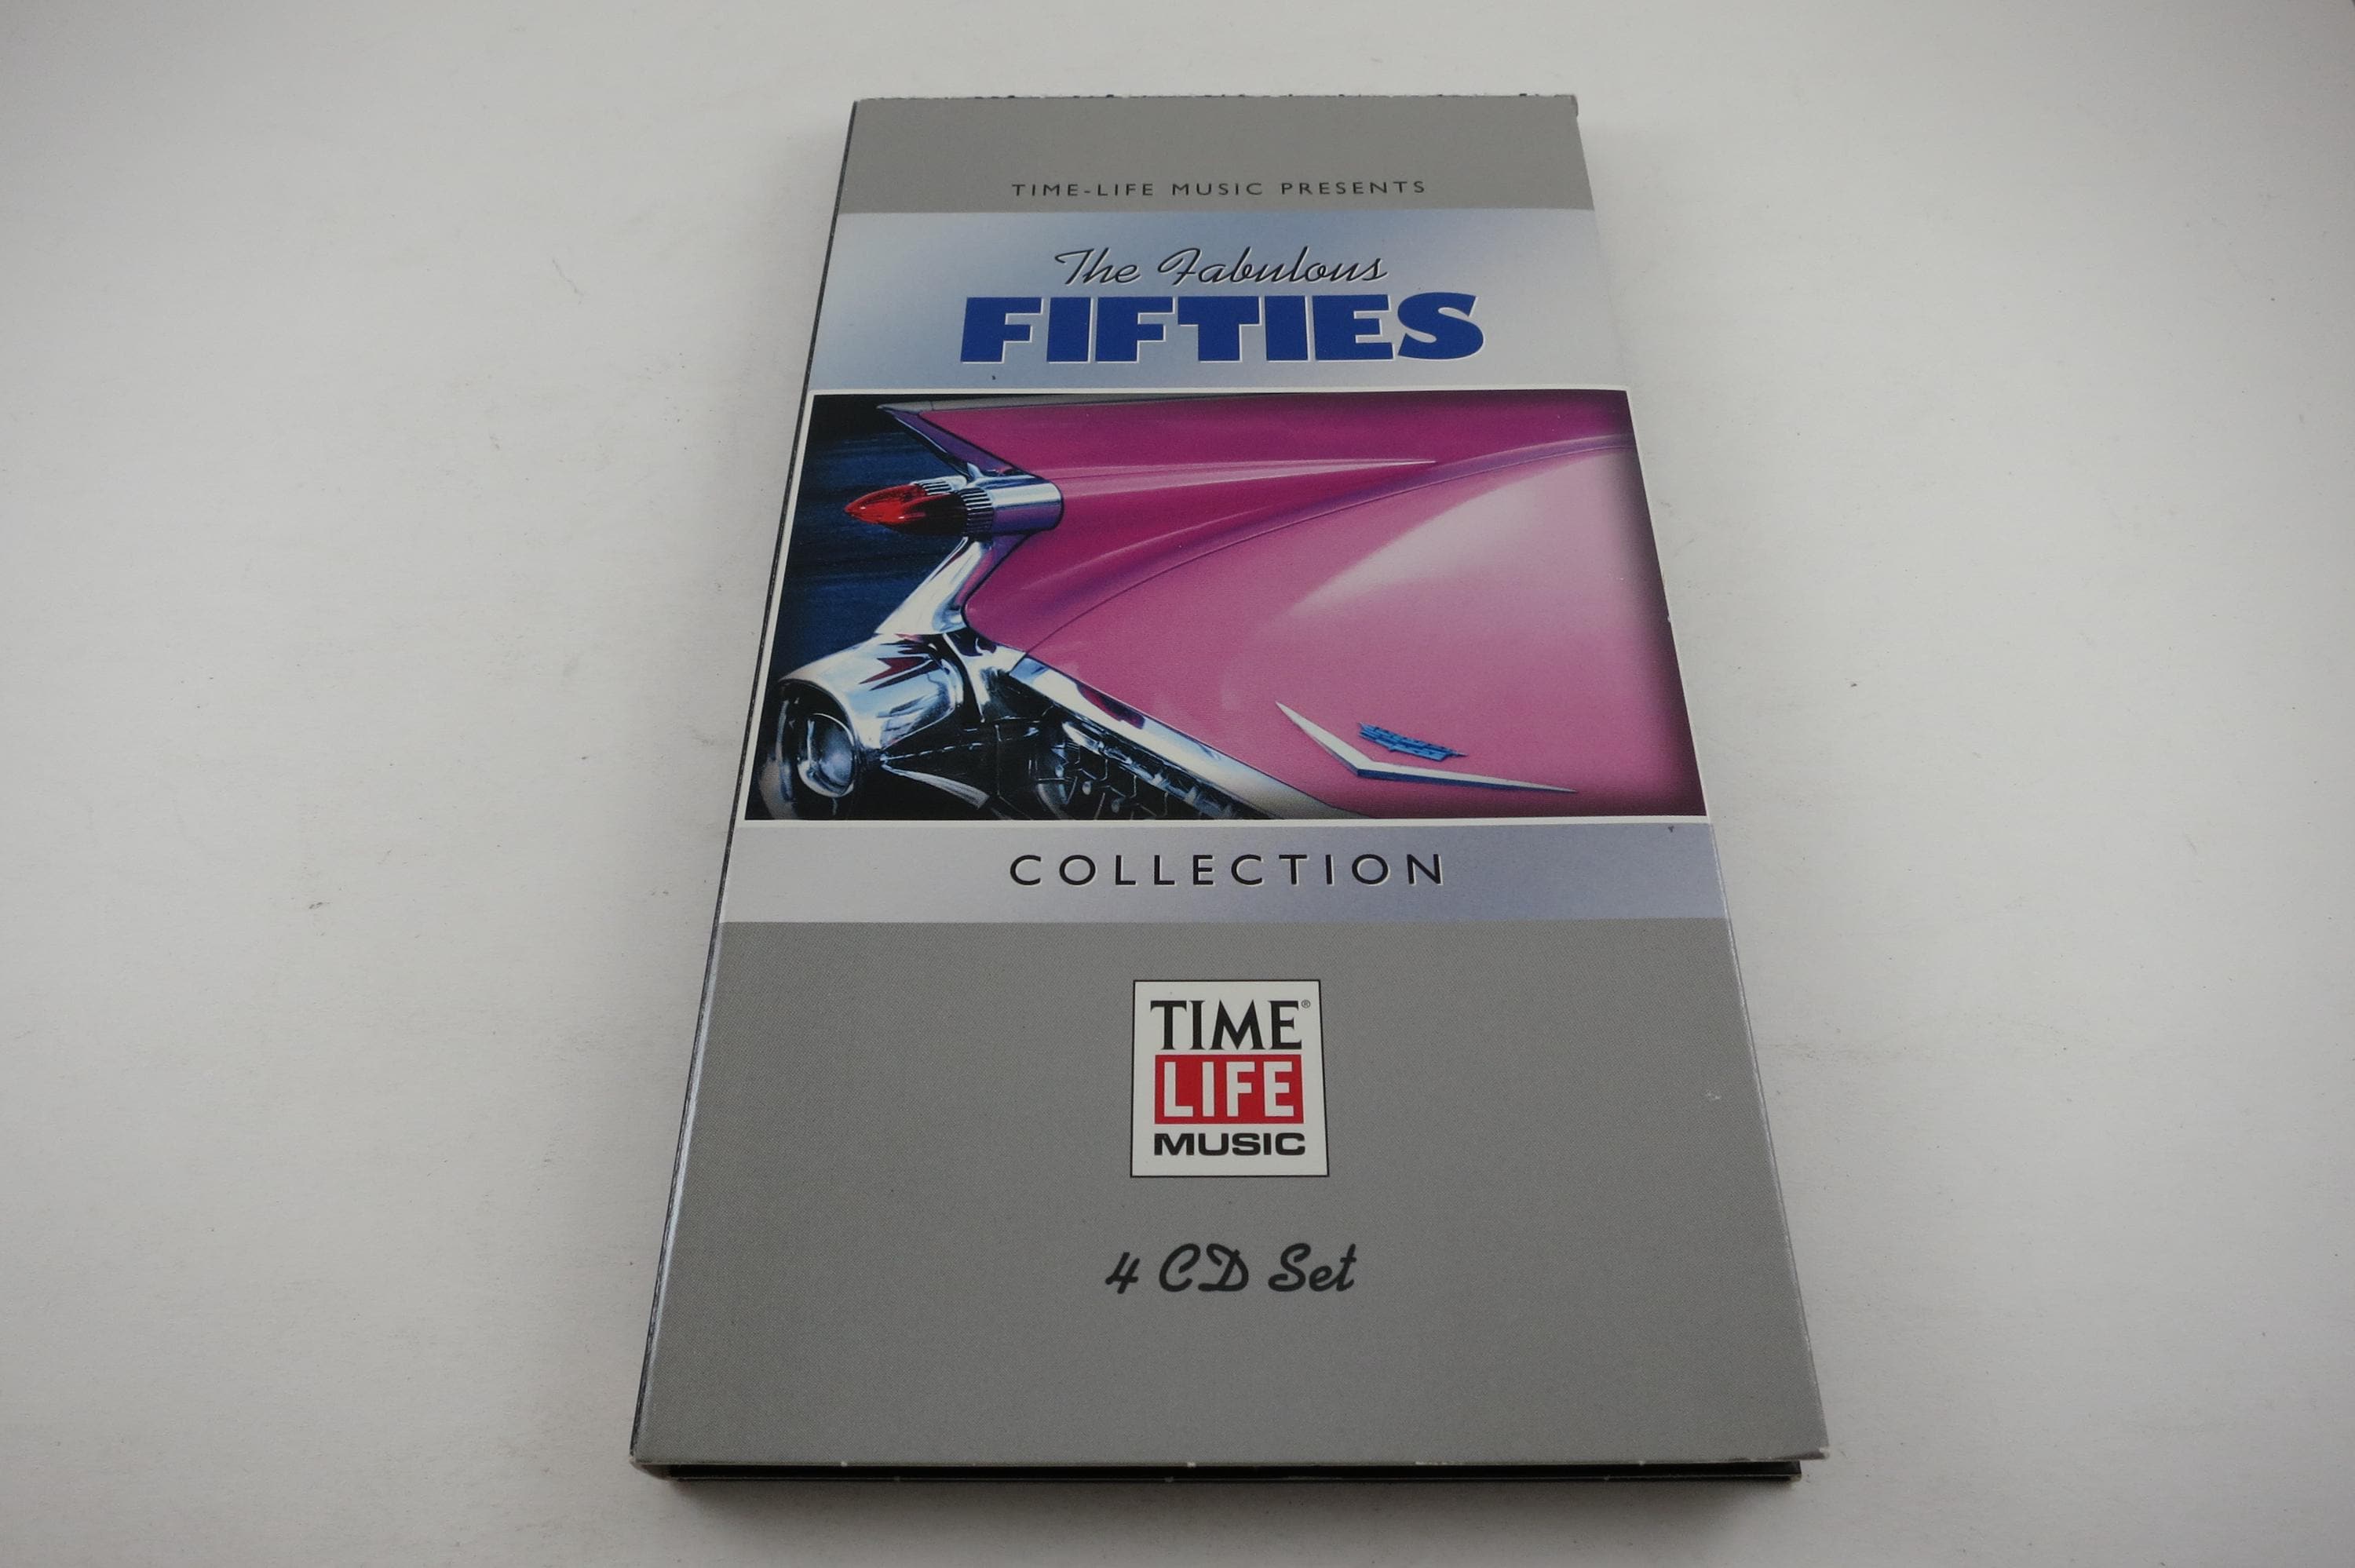 TIME-LIFE MUSIC PRESENTS
The Fabulous
FIFTIES
COLLECTION
TIME®
LIFE
MUSIC
4 CD Set